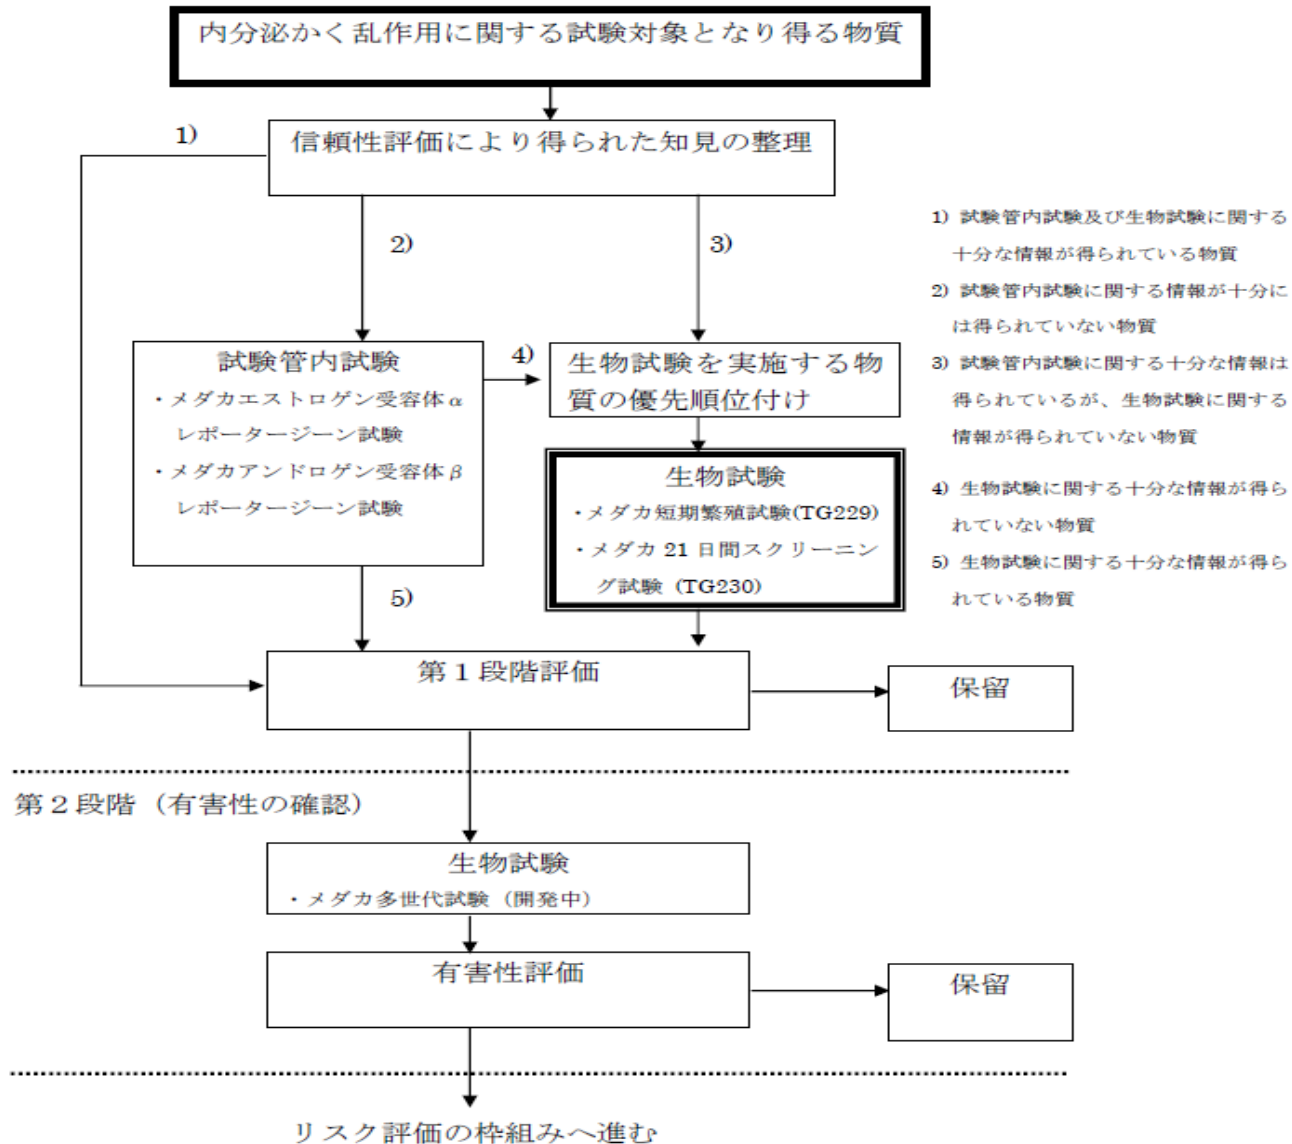 内分泌かく乱作用に関する試験対象となり得る物質
信頼性評価により得られた知見の整理
1)
2)
3)
試験管内試験
・メダカエストロゲン受容体α
レポータージーン試験
・メダカアンドロゲン受容体β
レポータージーン試験
4)
生物試験を実施する物
質の優先順位付け
生物試験
・メダカ短期繁殖試験(TG229)
・メダカ 21 日間スクリーニン
グ試験 (TG230)
5)
第１段階評価
保留
1) 試験管内試験及び生物試験に関する
十分な情報が得られている物質
2) 試験管内試験に関する情報が十分に
は得られていない物質
3) 試験管内試験に関する十分な情報は
得られているが、生物試験に関する
情報が得られていない物質
4) 生物試験に関する十分な情報が得ら
れていない物質
5) 生物試験に関する十分な情報が得ら
れている物質
第２段階（有害性の確認）
生物試験
・メダカ多世代試験（開発中）
有害性評価
保留
リスク評価の枠組みへ進む